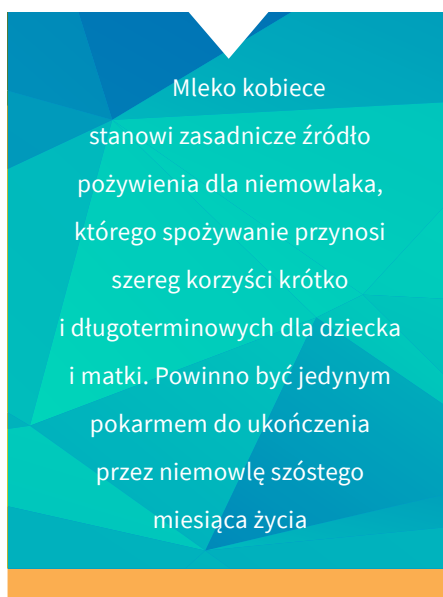 Mleko kobiece
stanowi zasadnicze źródło
pożywienia dla niemowlaka,
którego spożywanie przynosi
szereg korzyści krótko
i długoterminowych dla dziecka
i matki. Powinno być jedynym
pokarmem do ukończenia
przez niemowlę szóstego
miesiąca życia